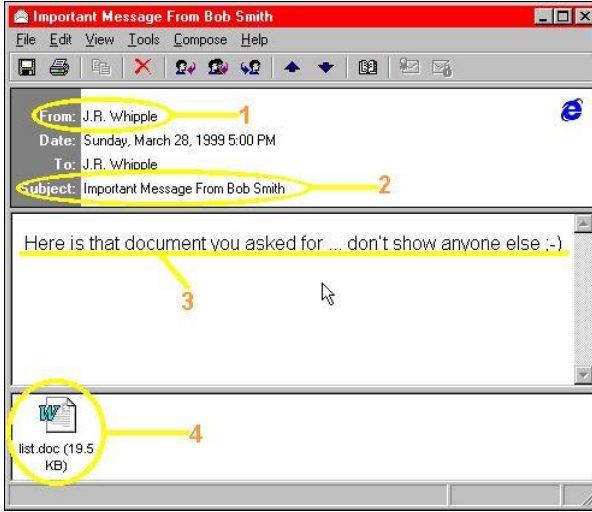 Important Message From Bob Smith
File Edit View Tools Compose Help
From: J.R. Whipple 1
Date: Sunday, March 28, 1999 5:00 PM
To: J.R. Whipple
Subject: Important Message From Bob Smith 2
Here is that document you asked for ... don't show anyone else ;-)
3
W
list.doc (19.5
KB)
4